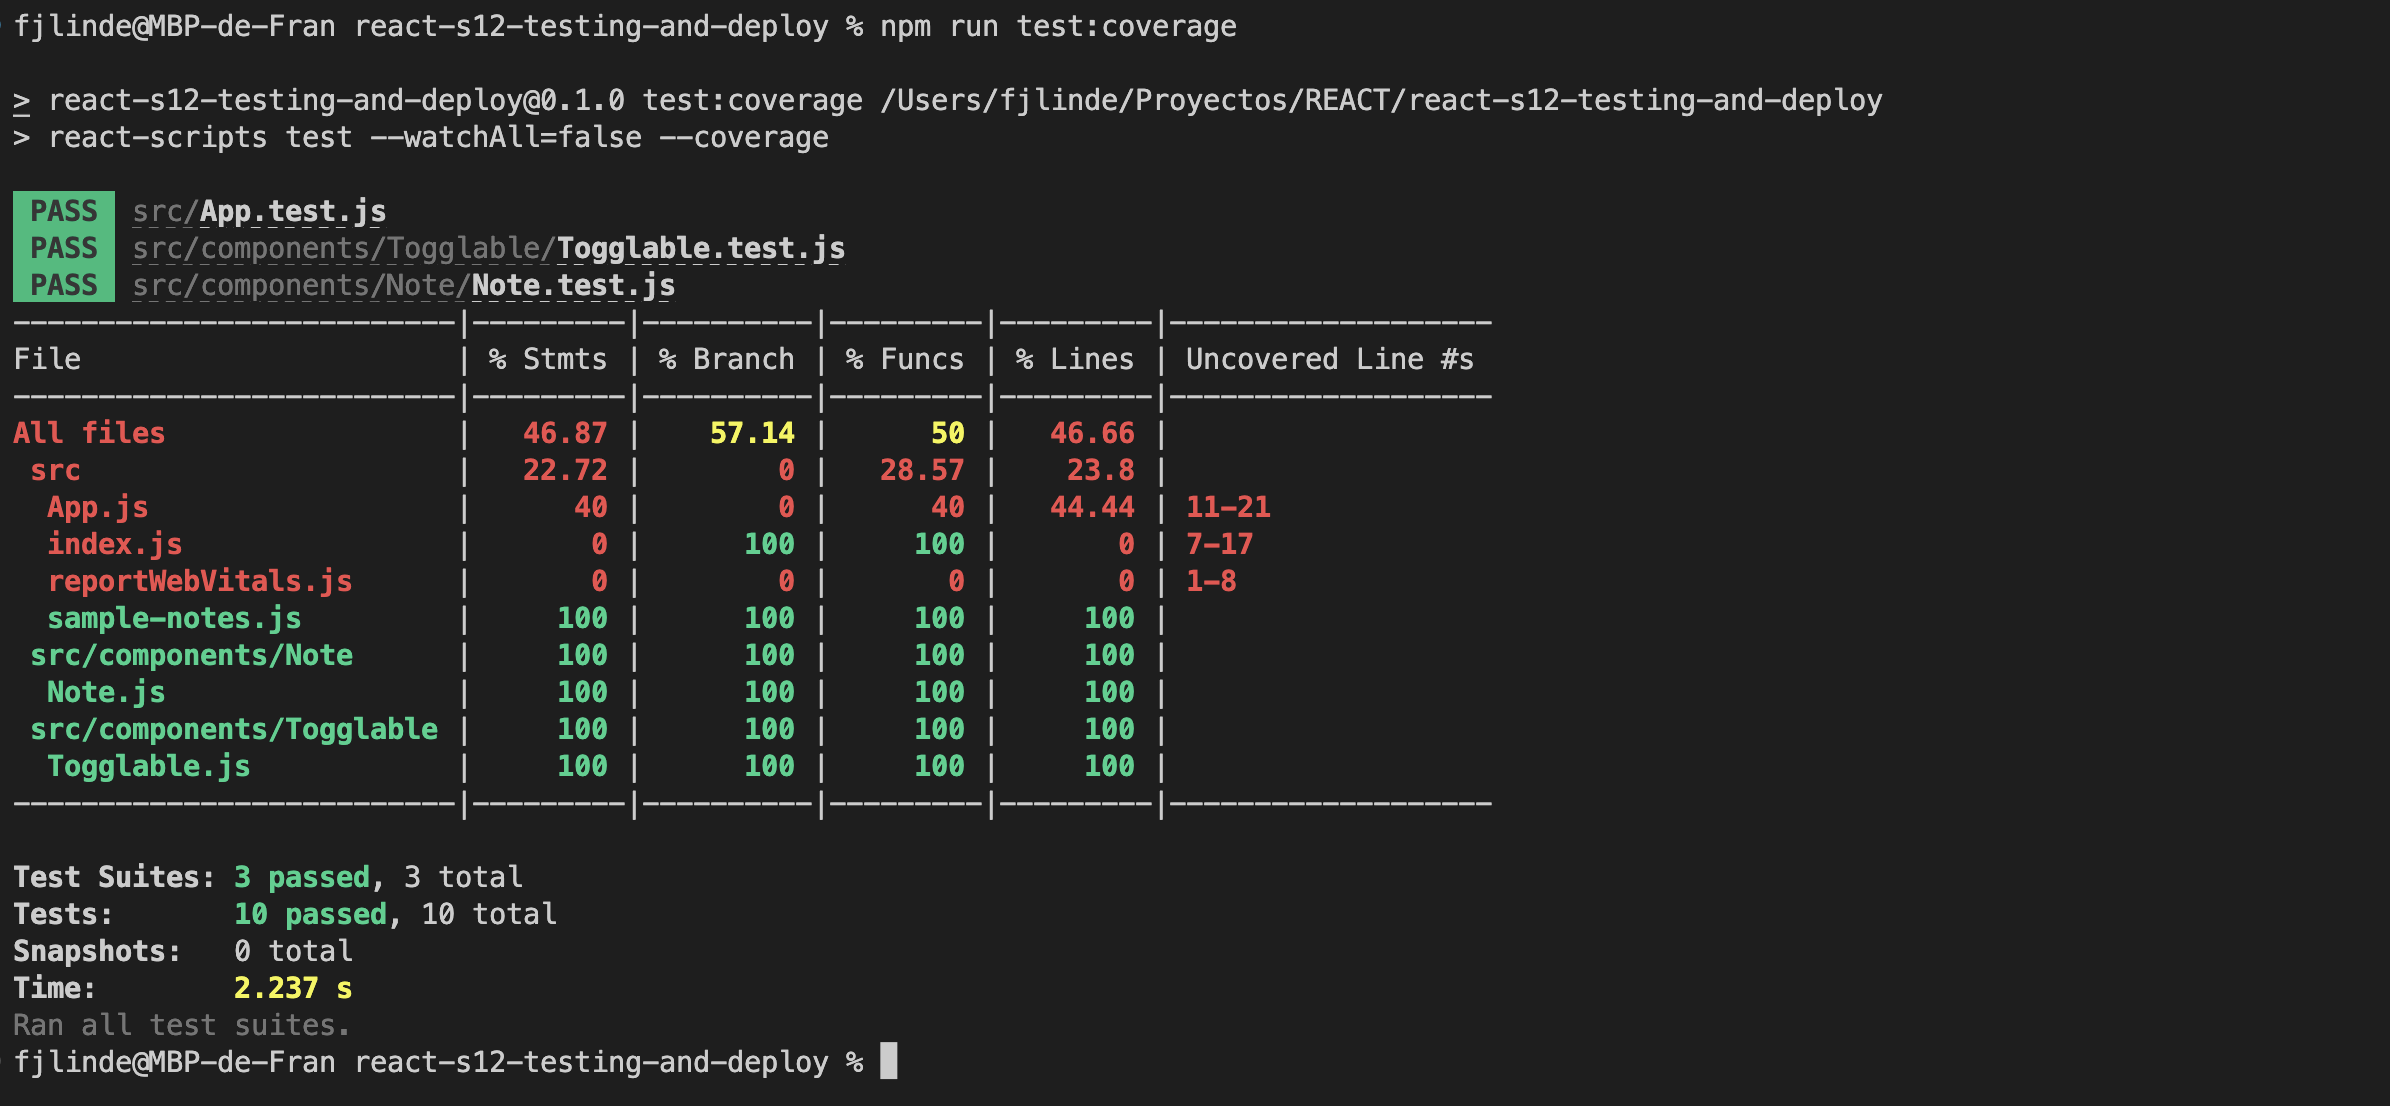 fjlinde@MBP-de-Fran react-s12-testing-and-deploy % npm run test:coverage
> react-s12-testing-and-deploy@0.1.0 test:coverage /Users/fjlinde/Proyectos/REACT/react-s12-testing-and-deploy
> react-scripts test --watchAll=false --coverage
PASS src/App.test.js
PASS src/components/Togglable/Togglable.test.js
PASS src/components/Note/Note.test.js
--------------------------|---------|----------|---------|---------|-------------------
File                      | % Stmts | % Branch | % Funcs | % Lines | Uncovered Line #s
--------------------------|---------|----------|---------|---------|-------------------
All files                 |   46.87 |    57.14 |      50 |   46.66 |
 src                      |   22.72 |        0 |   28.57 |    23.8 |
  App.js                  |      40 |        0 |      40 |   44.44 | 11-21
  index.js                |       0 |      100 |     100 |       0 | 7-17
  reportWebVitals.js      |       0 |        0 |       0 |       0 | 1-8
  sample-notes.js         |     100 |      100 |     100 |     100 |
 src/components/Note      |     100 |      100 |     100 |     100 |
  Note.js                 |     100 |      100 |     100 |     100 |
 src/components/Togglable |     100 |      100 |     100 |     100 |
  Togglable.js            |     100 |      100 |     100 |     100 |
--------------------------|---------|----------|---------|---------|-------------------
Test Suites: 3 passed, 3 total
Tests:       10 passed, 10 total
Snapshots:   0 total
Time:        2.237 s
Ran all test suites.
fjlinde@MBP-de-Fran react-s12-testing-and-deploy %